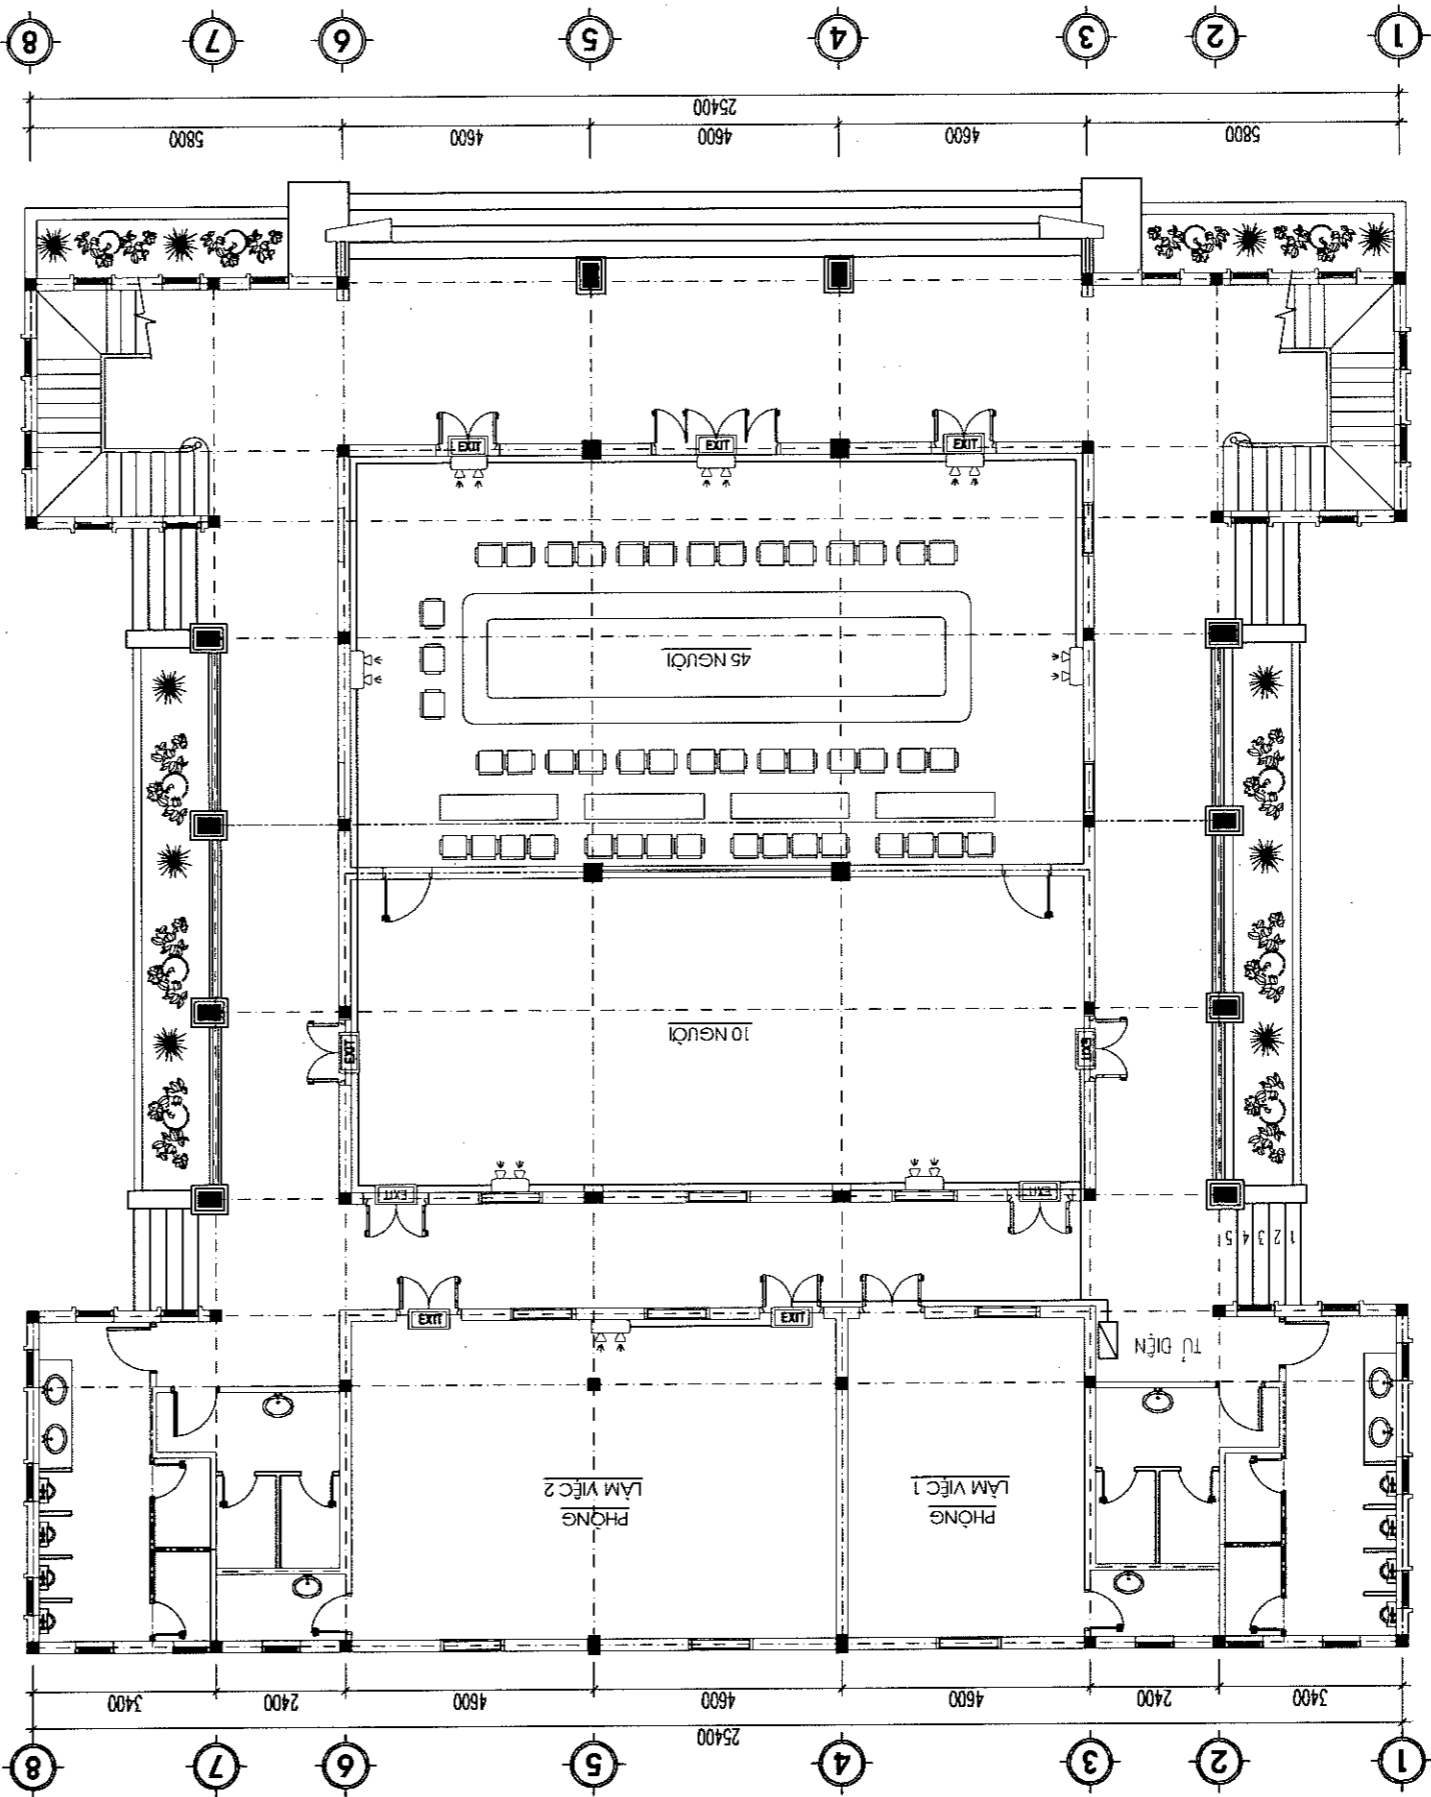 1 2 3 4 5 6 7 8
25400
3400 2400 4600 4600 4600 2400 3400
PHÒNG
LÀM VIỆC 1
PHÒNG
LÀM VIỆC 2
TỦ ĐIỆN
EXIT
EXIT
1 2 3 4 5
EXIT
EXIT
EXIT
EXIT
10 NGƯỜI
45 NGƯỜI
EXIT
EXIT
EXIT
5800 4600 4600 4600 5800
25400
1 2 3 4 5 6 7 8